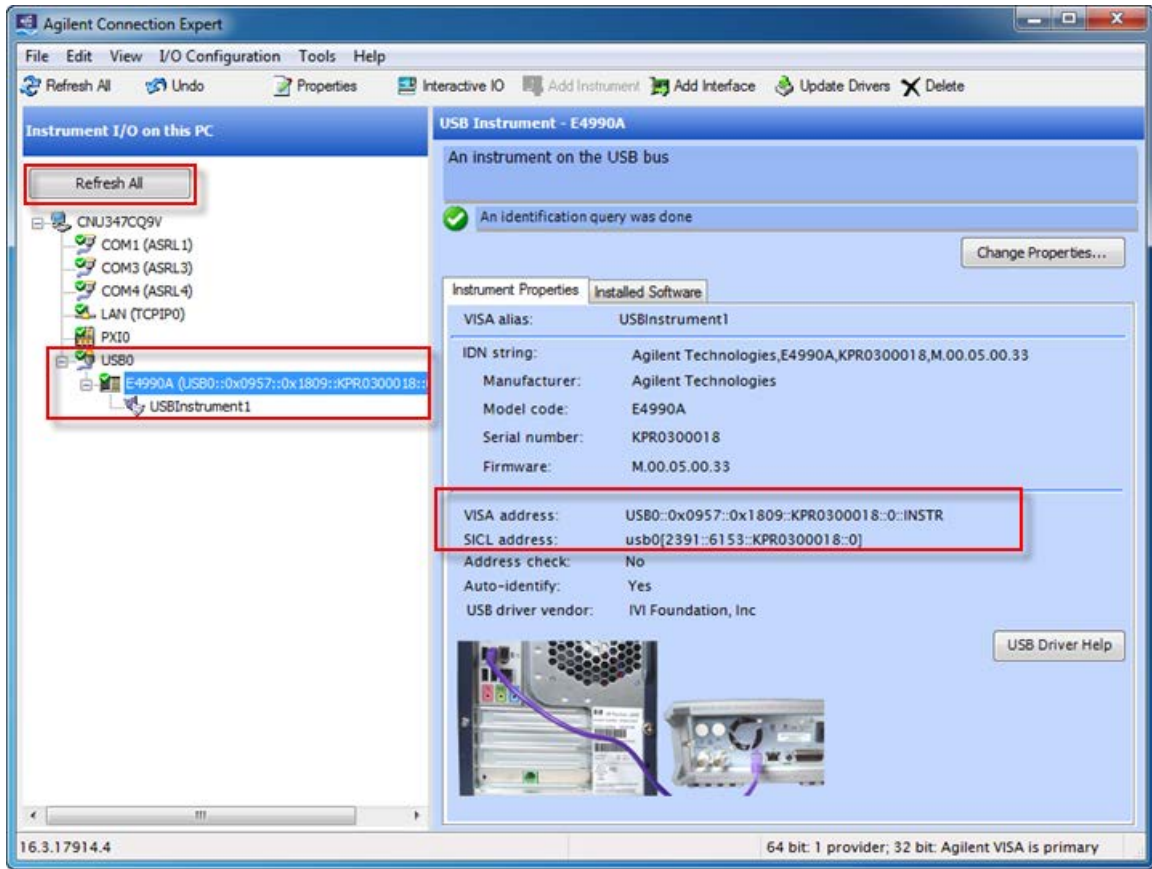 Agilent Connection Expert
File Edit View I/O Configuration Tools Help
Refresh All Undo Properties Interactive IO Add Instrument Add Interface Update Drivers Delete
Instrument I/O on this PC
Refresh All
CNU347CQ9V
COM1 (ASRL1)
COM3 (ASRL3)
COM4 (ASRL4)
LAN (TCPIP0)
PXI0
USB0
E4990A (USB0::0x0957::0x1809::KPR0300018::
USBInstrument1
USB Instrument - E4990A
An instrument on the USB bus
An identification query was done
Change Properties...
Instrument Properties Installed Software
VISA alias: USBInstrument1
IDN string: Agilent Technologies,E4990A,KPR0300018,M.00.05.00.33
Manufacturer: Agilent Technologies
Model code: E4990A
Serial number: KPR0300018
Firmware: M.00.05.00.33
VISA address: USB0::0x0957::0x1809::KPR0300018::0::INSTR
SICL address: usb0[2391::6153::KPR0300018::0]
Address check: No
Auto-identify: Yes
USB driver vendor: IVI Foundation, Inc
USB Driver Help
16.3.17914.4
64 bit: 1 provider; 32 bit: Agilent VISA is primary